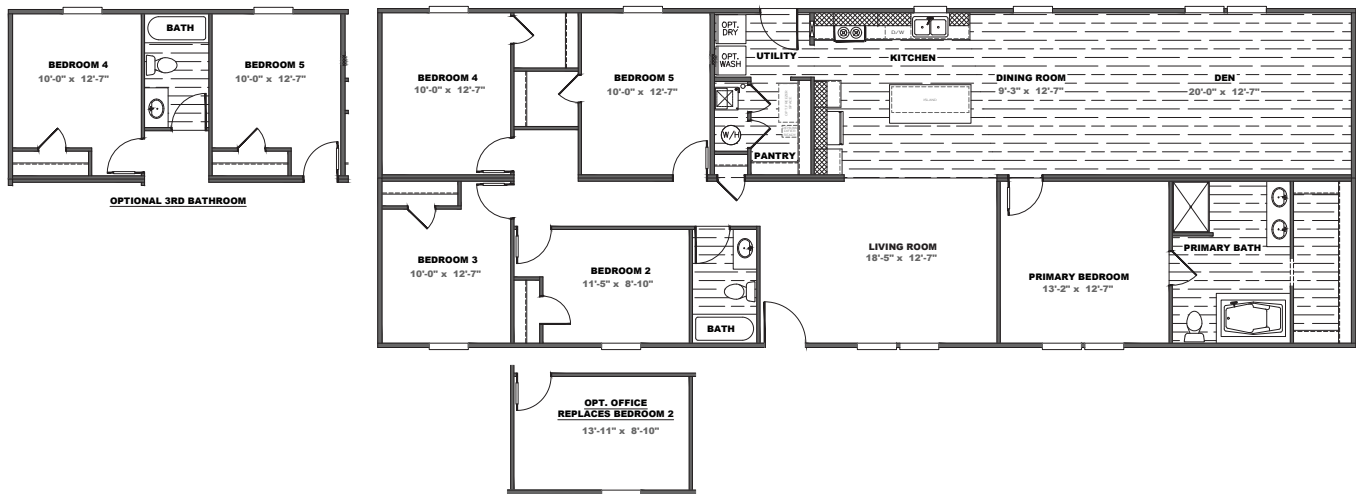 BATH
BEDROOM 4
10'-0" x 12'-7"
BEDROOM 5
10'-0" x 12'-7"
OPTIONAL 3RD BATHROOM
BEDROOM 4
10'-0" x 12'-7"
BEDROOM 5
10'-0" x 12'-7"
OPT.
DRY
UTILITY
OPT.
WASH
W/H
PANTRY
D/W
KITCHEN
ISLAND
DINING ROOM
9'-3" x 12'-7"
DEN
20'-0" x 12'-7"
BEDROOM 3
10'-0" x 12'-7"
BEDROOM 2
11'-5" x 8'-10"
BATH
LIVING ROOM
18'-5" x 12'-7"
PRIMARY BEDROOM
13'-2" x 12'-7"
PRIMARY BATH
OPT. OFFICE
REPLACES BEDROOM 2
13'-11" x 8'-10"